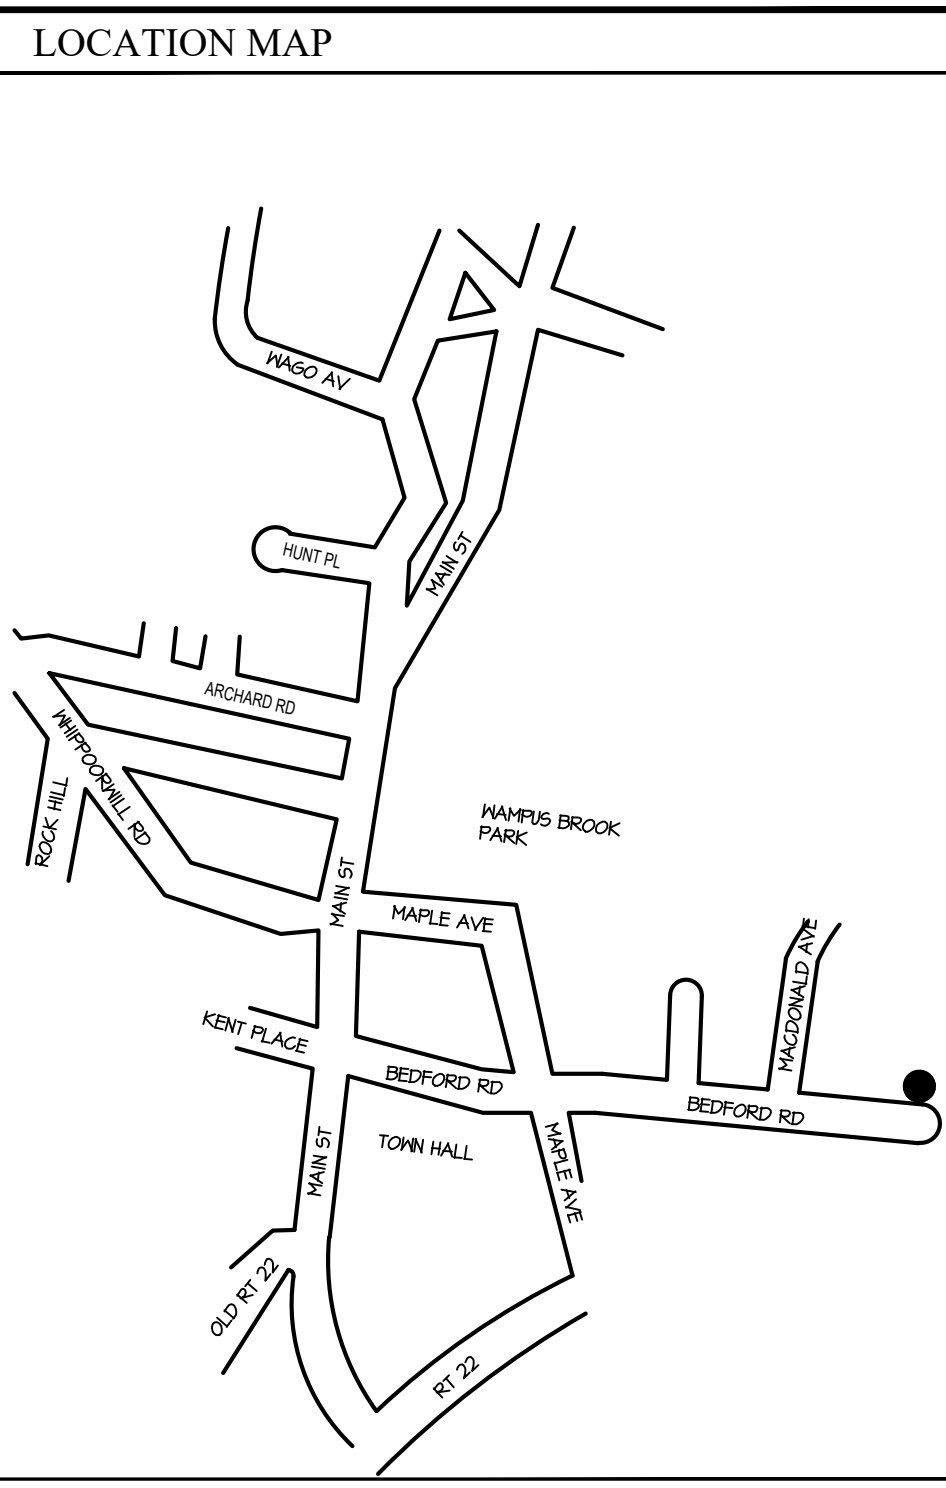 LOCATION MAP
WAGO AV
HUNT PL
MAIN ST
ARCHARD RD
WHIPPOORWILL RD
ROCK HILL
WAMPUS BROOK
PARK
MAIN ST
MAPLE AVE
MACDONALD AVE
KENT PLACE
BEDFORD RD
BEDFORD RD
MAIN ST
TOWN HALL
MAPLE AVE
OLD RT 22
RT 22